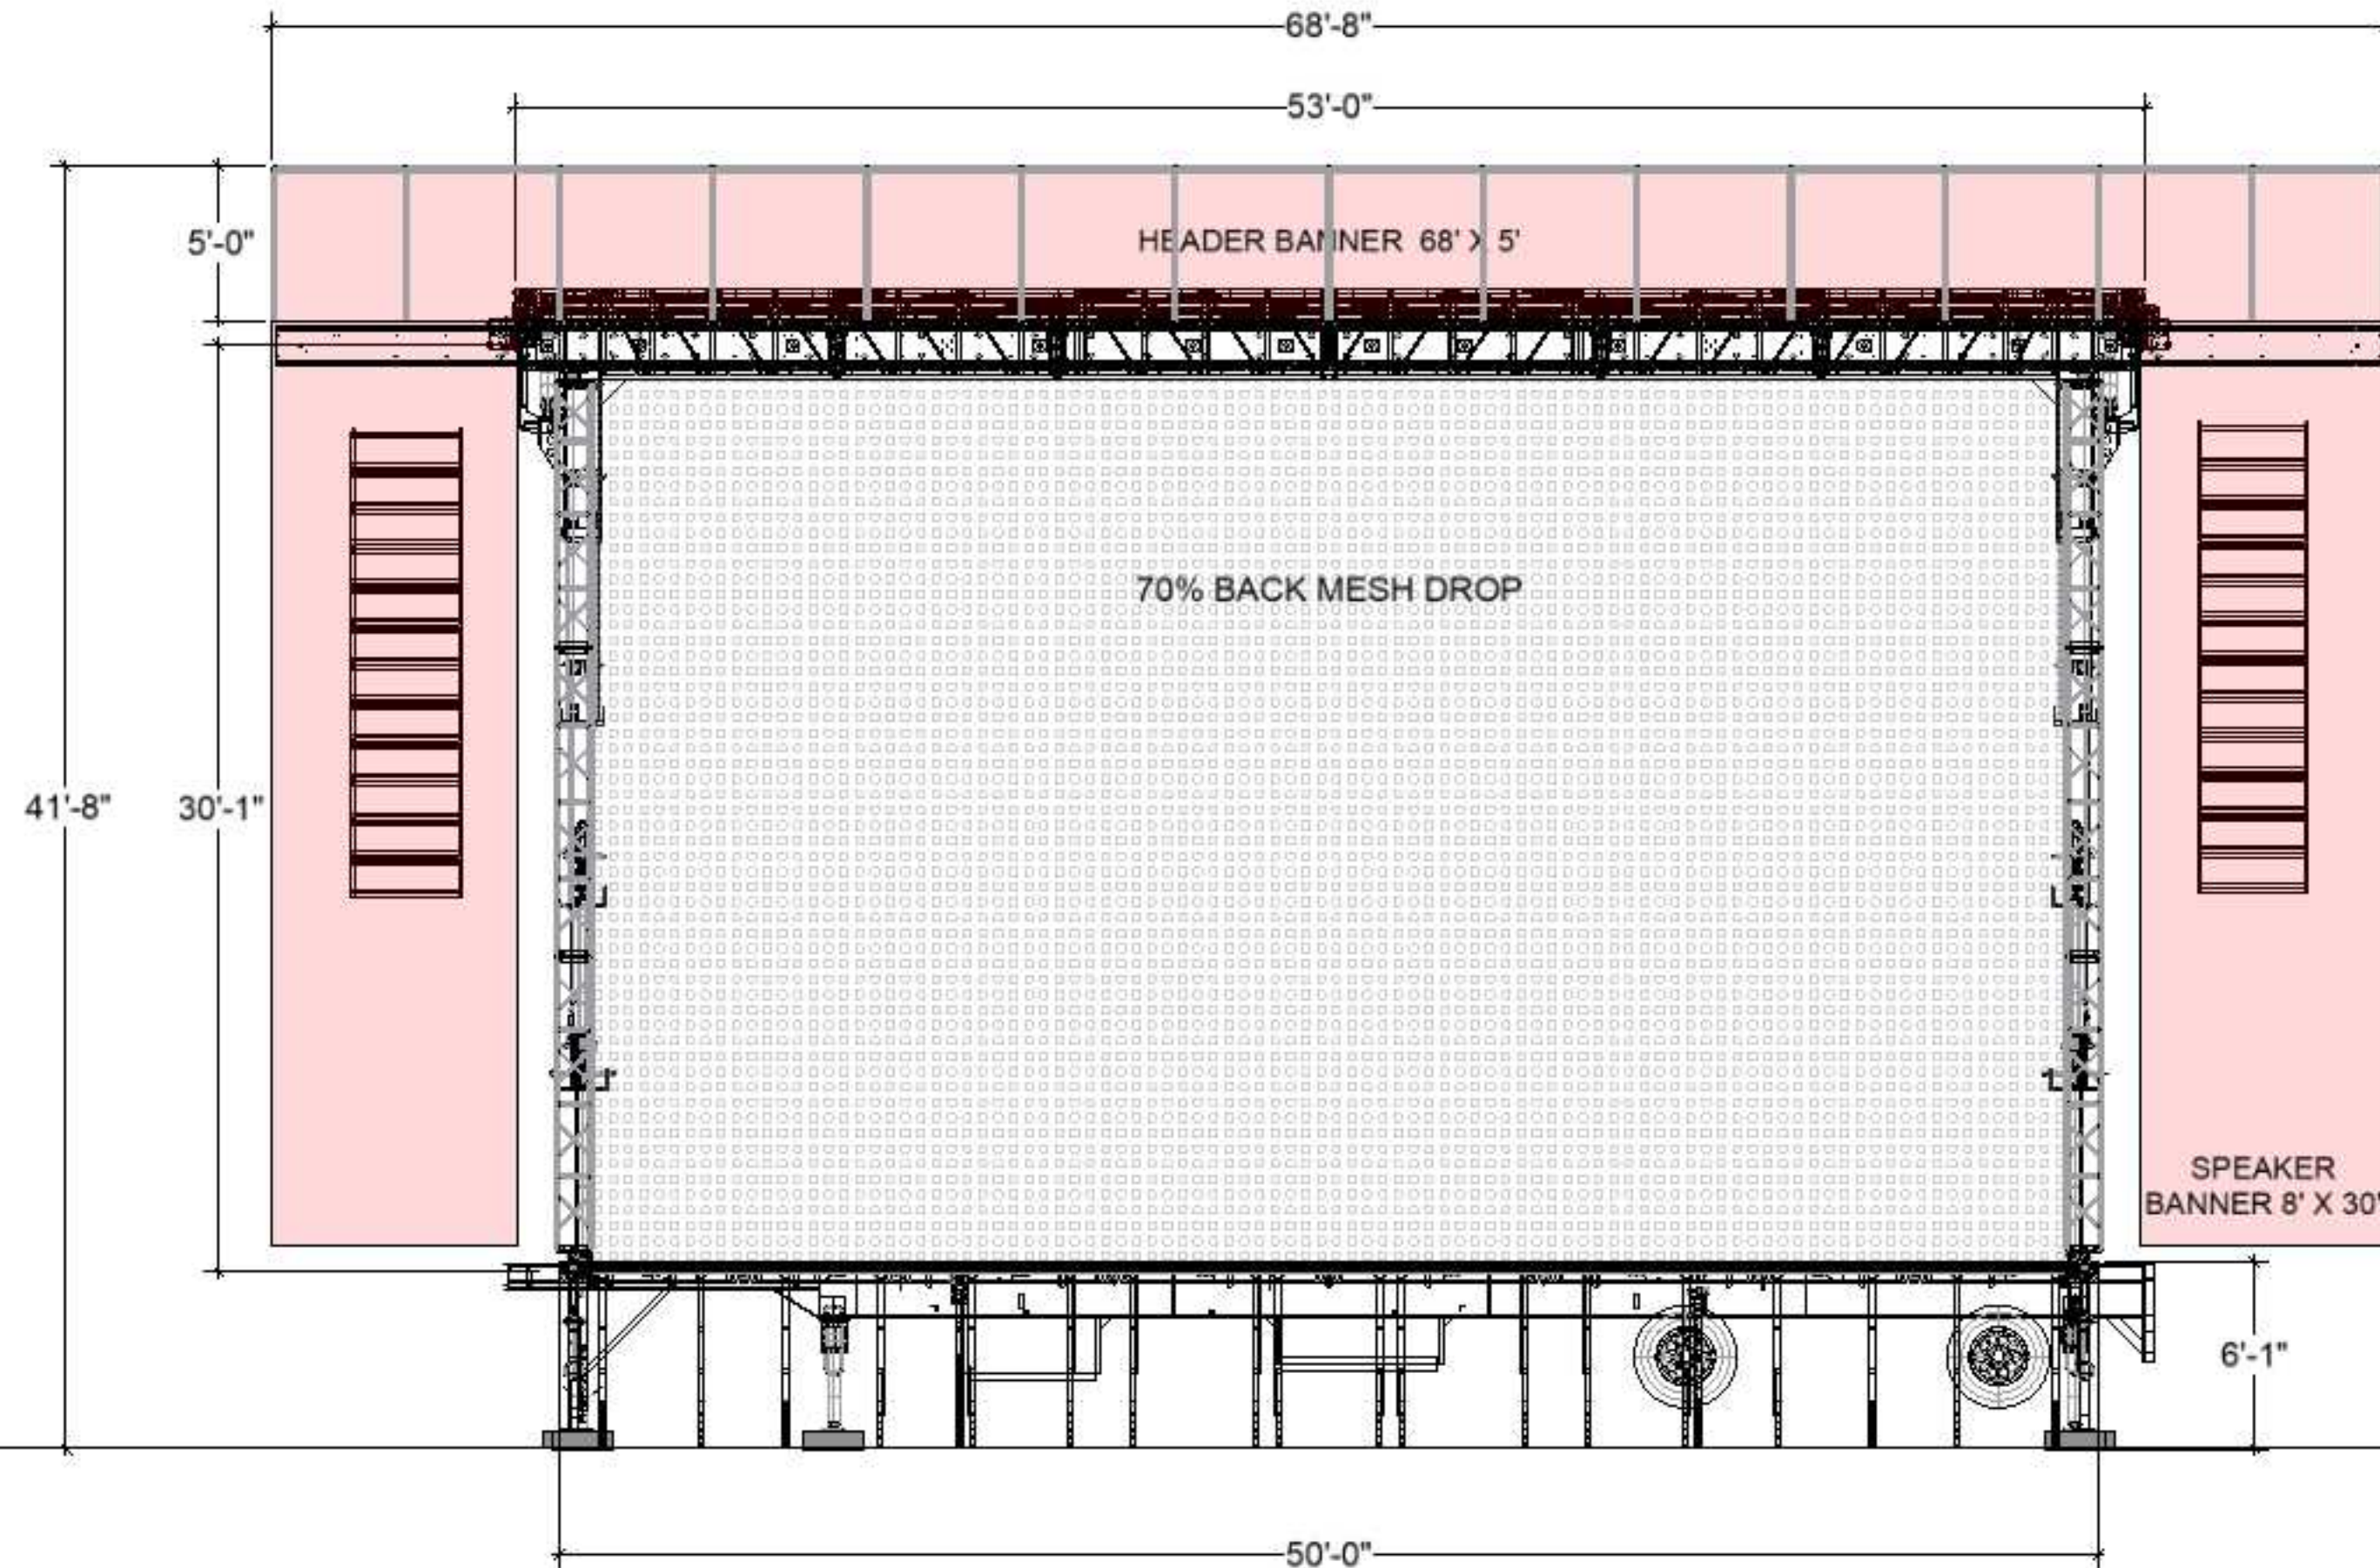 68'-8"
53'-0"
5'-0"
HEADER BANNER 68' X 5'
70% BACK MESH DROP
41'-8"
30'-1"
SPEAKER
BANNER 8' X 30'
6'-1"
50'-0"